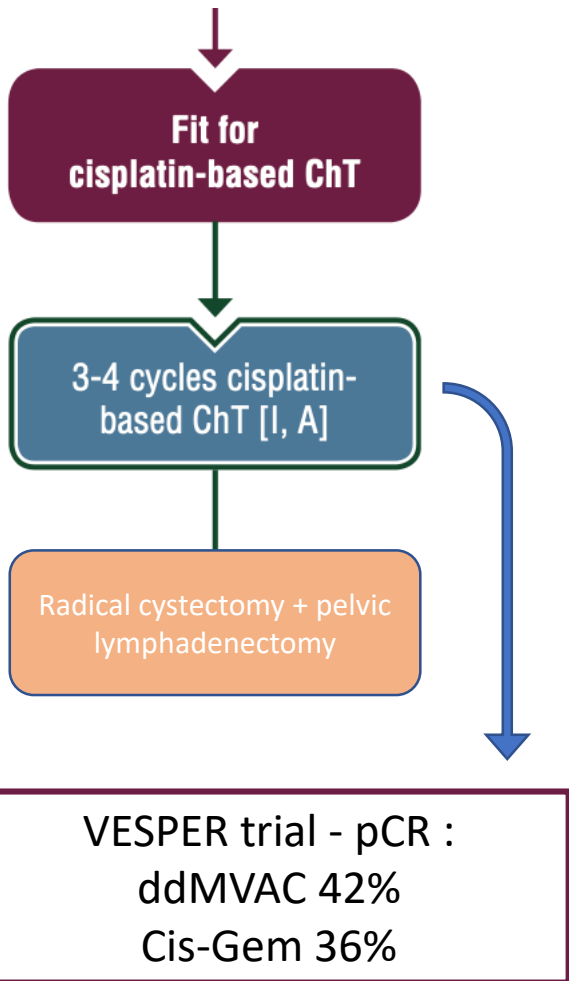 Fit for
cisplatin-based ChT
3-4 cycles cisplatin-
based ChT [I, A]
Radical cystectomy + pelvic
lymphadenectomy
VESPER trial - pCR :
ddMVAC 42%
Cis-Gem 36%